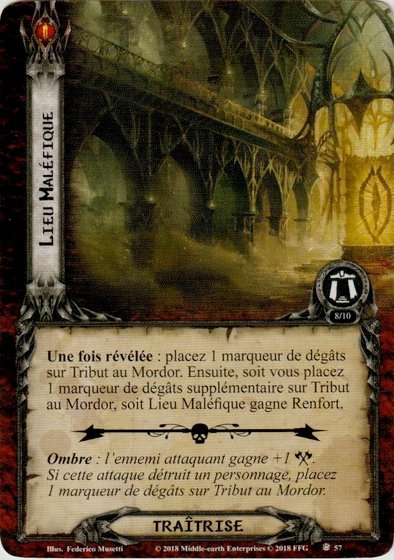 LIEU MALÉFIQUE
8/10
Une fois révélée : placez 1 marqueur de dégâts
sur Tribut au Mordor. Ensuite, soit vous placez
1 marqueur de dégâts supplémentaire sur Tribut
au Mordor, soit Lieu Maléfique gagne Renfort.
Ombre : l'ennemi attaquant gagne +1
Si cette attaque détruit un personnage, placez
1 marqueur de dégâts sur Tribut au Mordor.
TRAÎTRISE
Illus. Federico Musetti © 2018 Middle-earth Enterprises © 2018 FFG 57